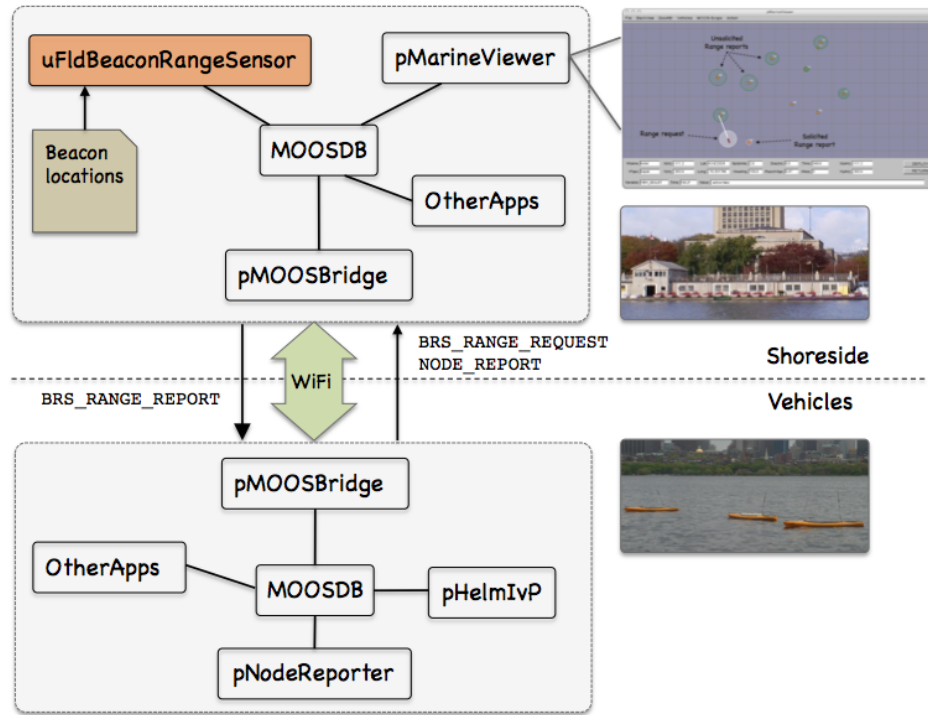 uFldBeaconRangeSensor
pMarineViewer
Unsolicited
Range reports
Range request
Solicited
Range report
Beacon
locations
MOOSDB
OtherApps
pMOOSBridge
BRS_RANGE_REQUEST
NODE_REPORT
Shoreside
WiFi
BRS_RANGE_REPORT
Vehicles
pMOOSBridge
OtherApps
MOOSDB
pHelmIvP
pNodeReporter